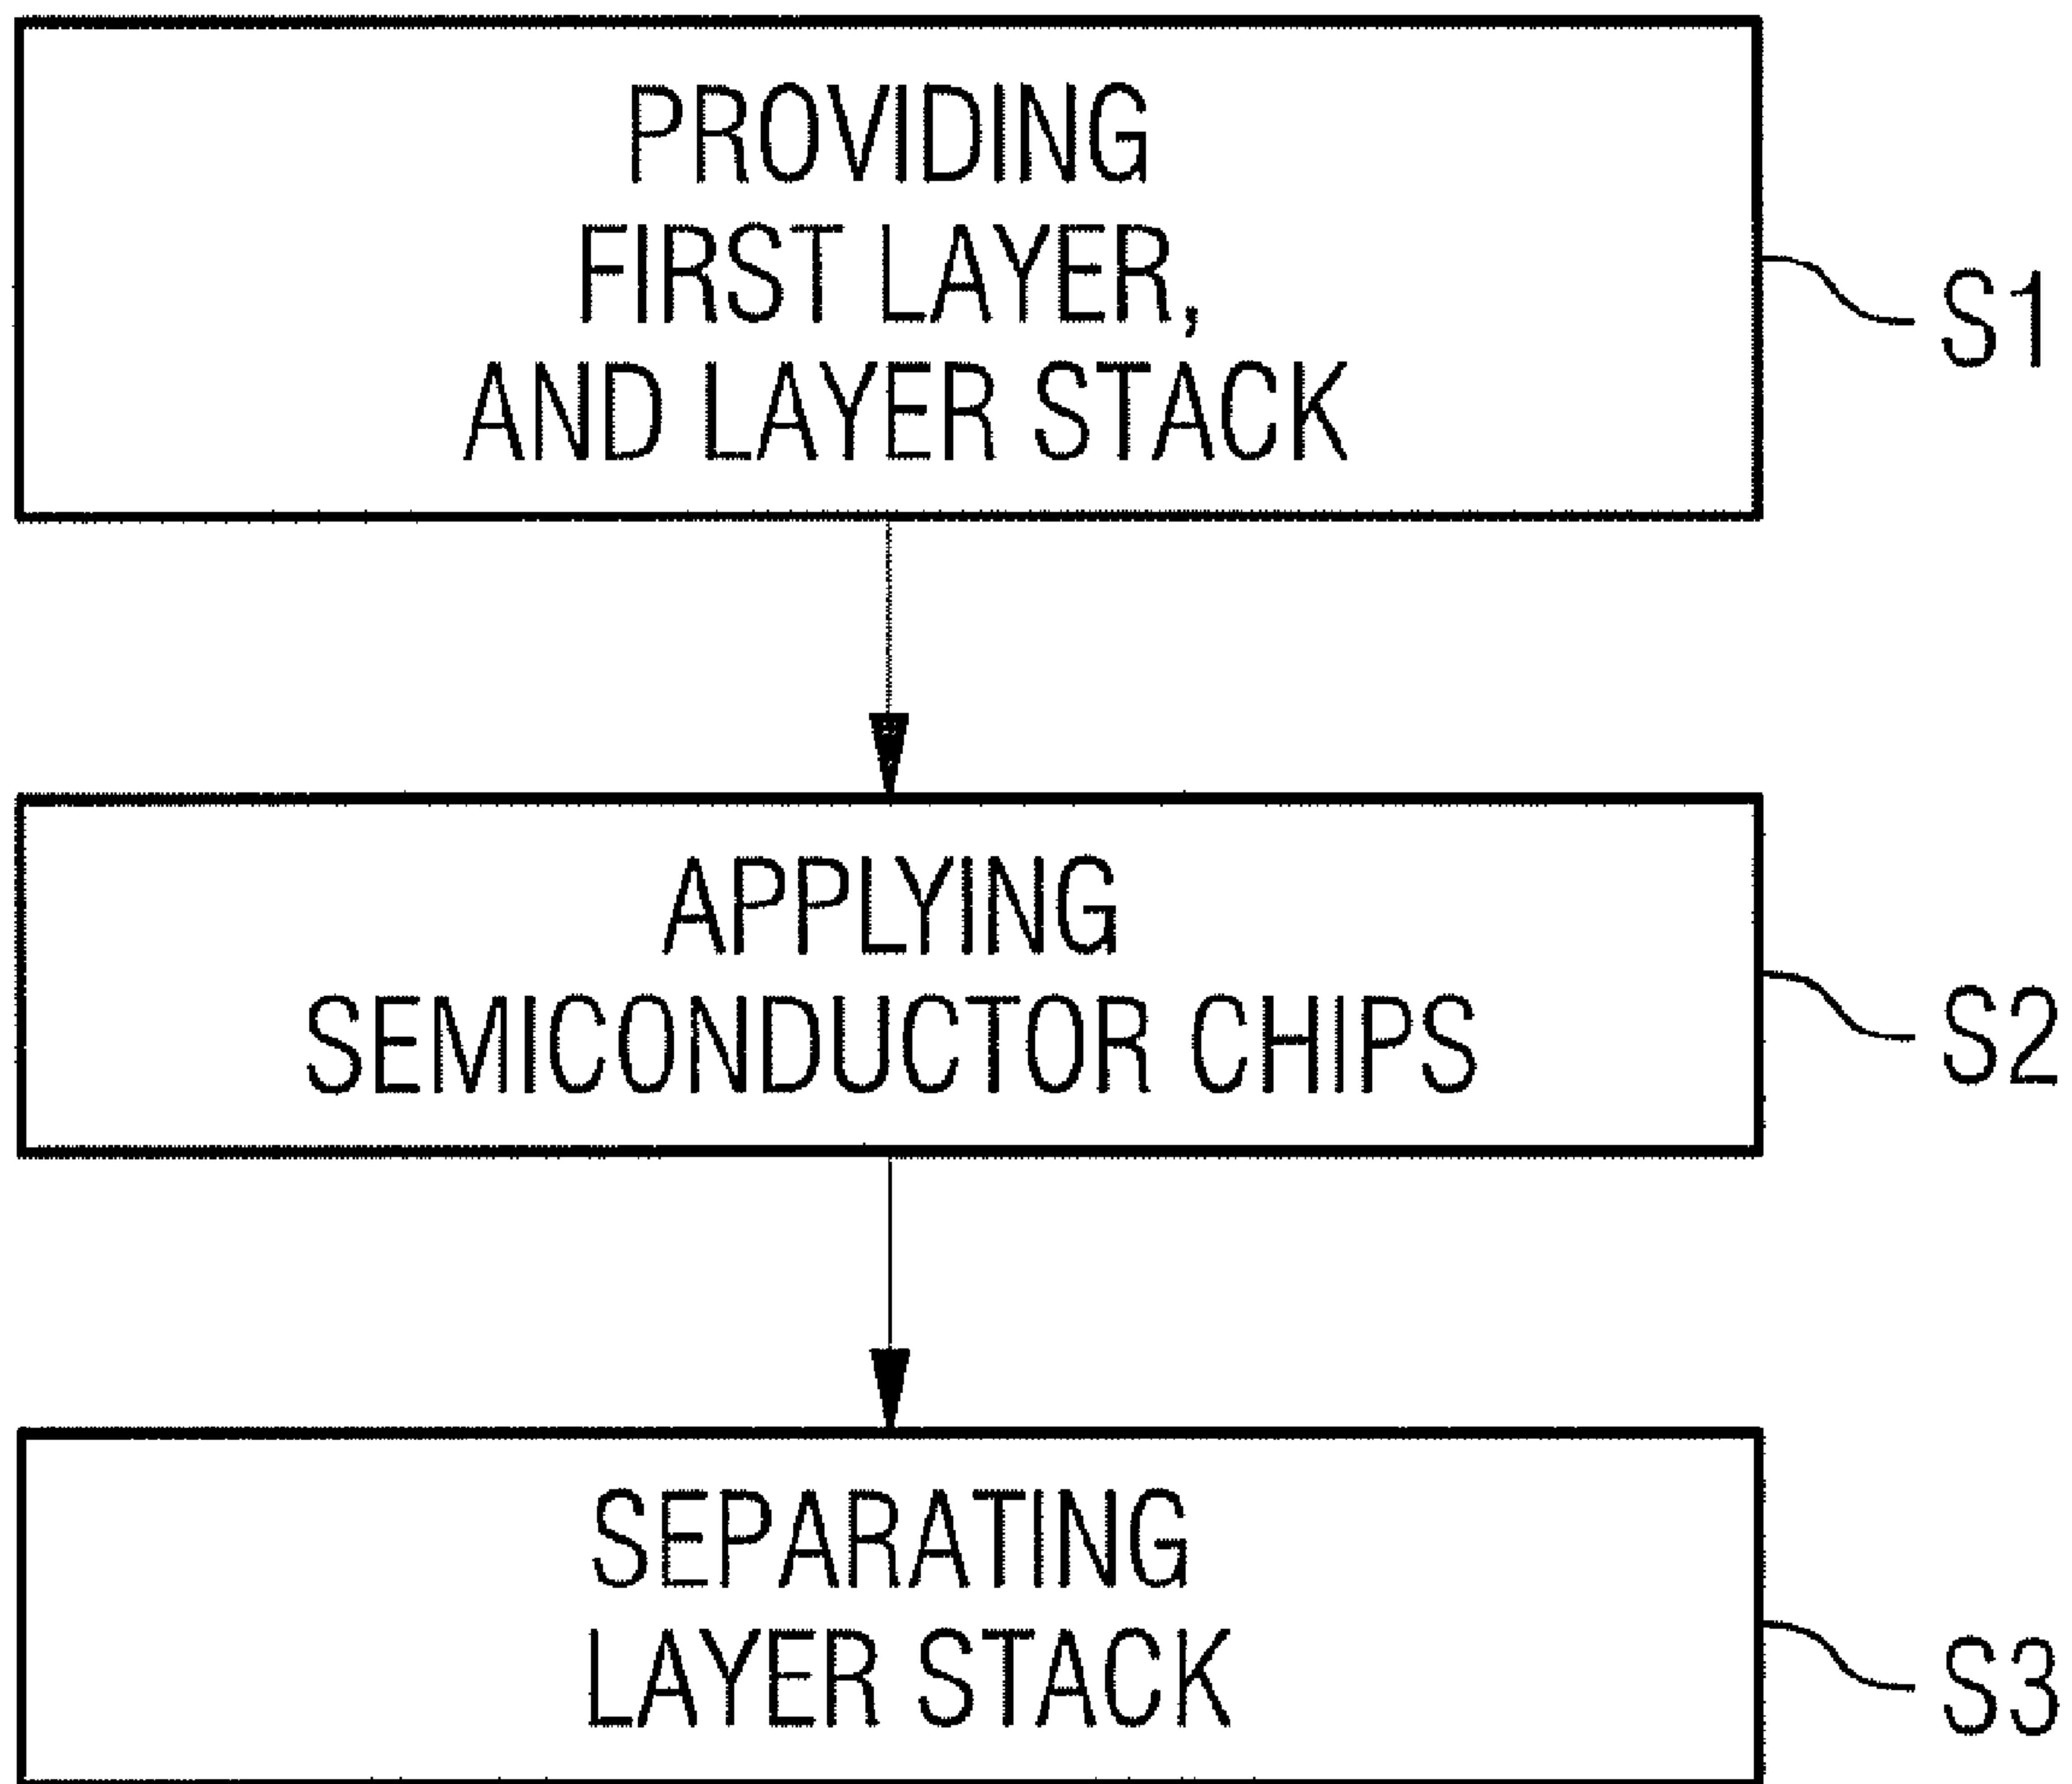 PROVIDING
FIRST LAYER,
AND LAYER STACK
S1
APPLYING
SEMICONDUCTOR CHIPS
S2
SEPARATING
LAYER STACK
S3